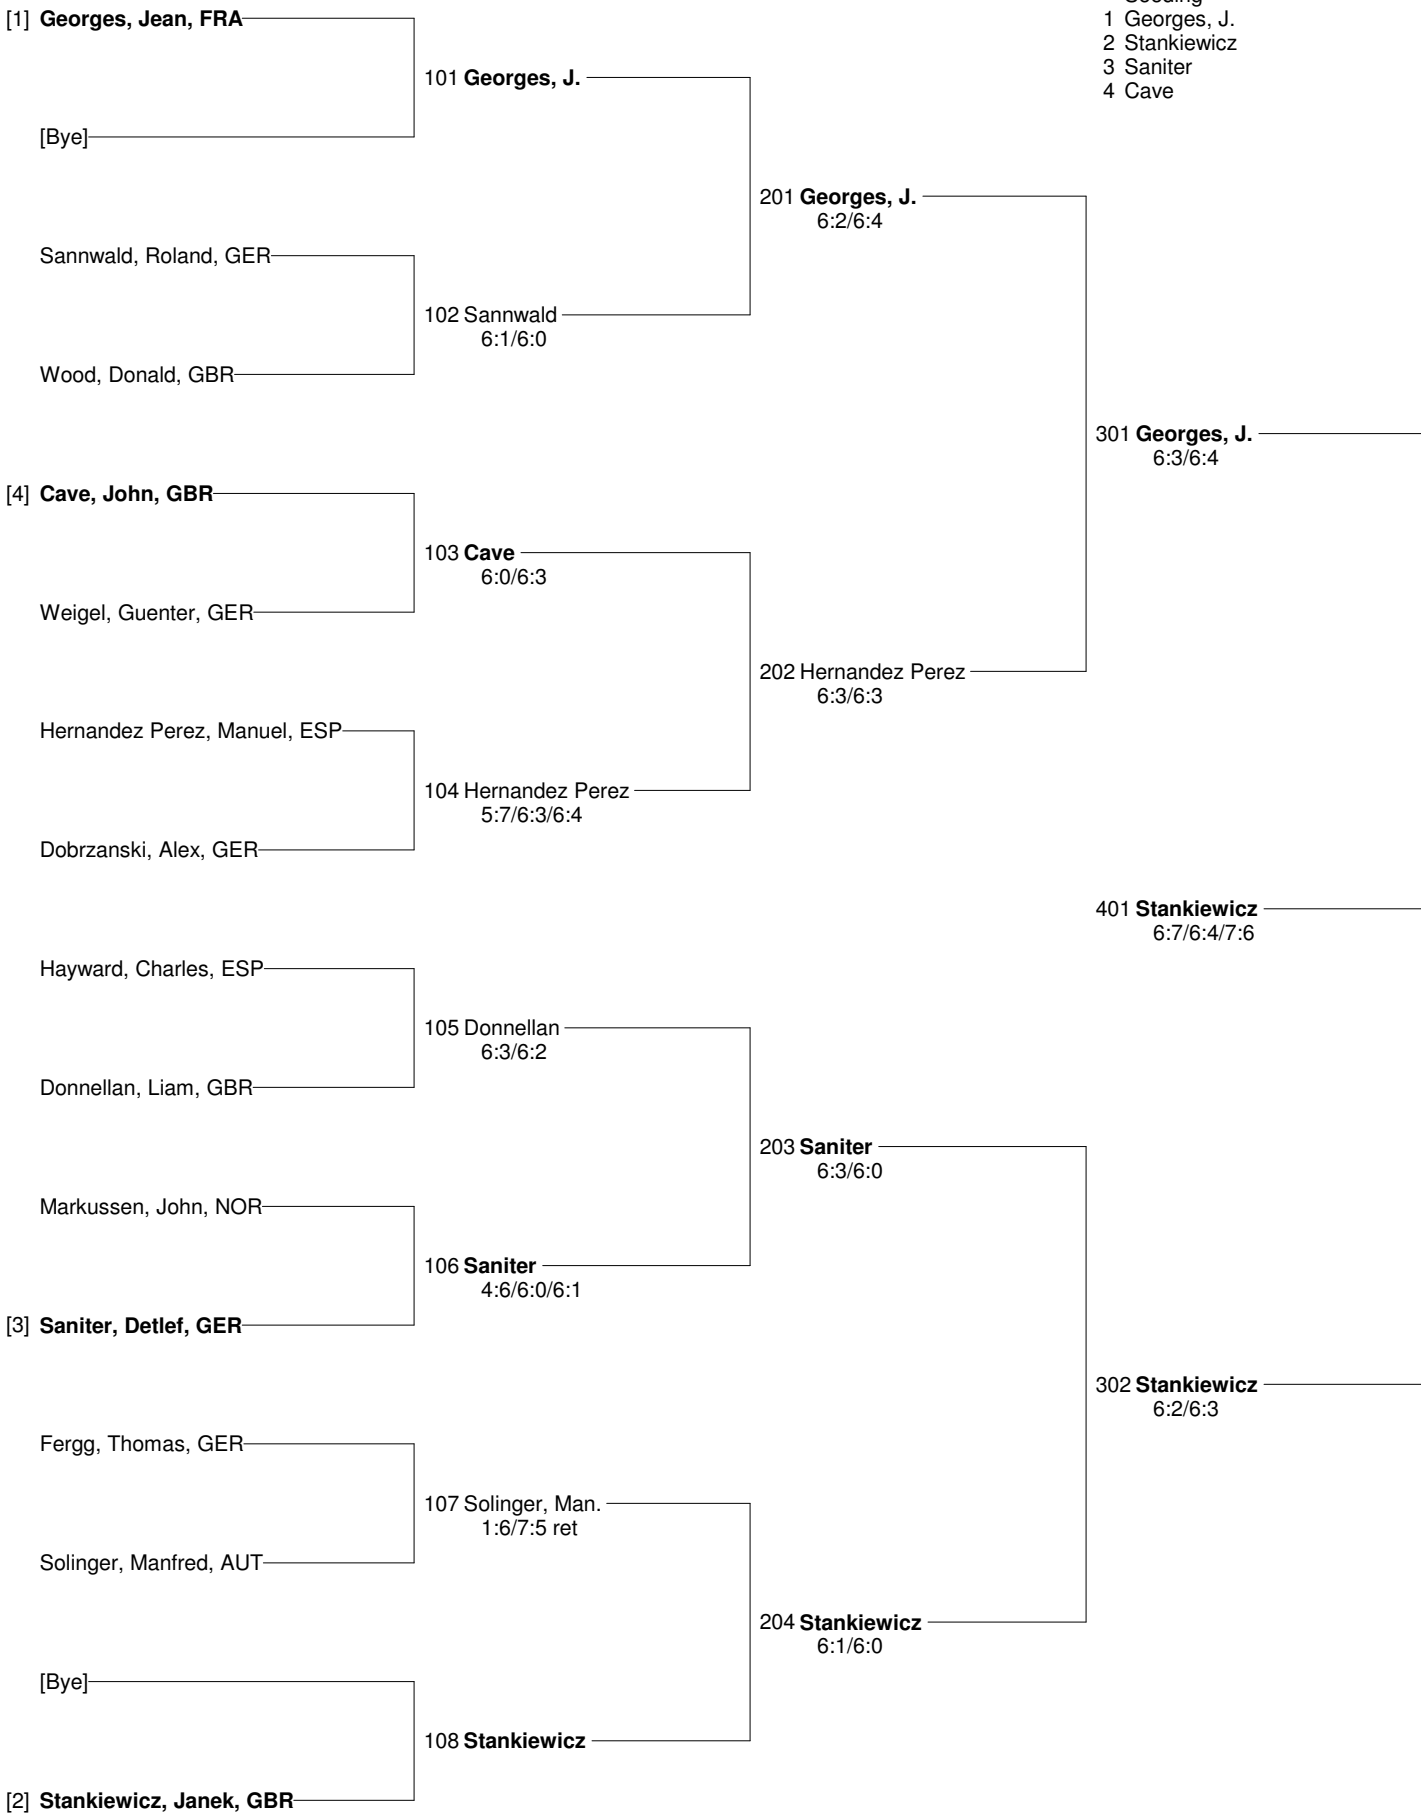 Seeding
[1] Georges, Jean, FRA
1 Georges, J.
2 Stankiewicz
3 Saniter
4 Cave
101 Georges, J.
[Bye]
201 Georges, J.
6:2/6:4
Sannwald, Roland, GER
102 Sannwald
6:1/6:0
Wood, Donald, GBR
301 Georges, J.
6:3/6:4
[4] Cave, John, GBR
103 Cave
6:0/6:3
Weigel, Guenter, GER
202 Hernandez Perez
6:3/6:3
Hernandez Perez, Manuel, ESP
104 Hernandez Perez
5:7/6:3/6:4
Dobrzanski, Alex, GER
401 Stankiewicz
6:7/6:4/7:6
Hayward, Charles, ESP
105 Donnellan
6:3/6:2
Donnellan, Liam, GBR
203 Saniter
6:3/6:0
Markussen, John, NOR
106 Saniter
4:6/6:0/6:1
[3] Saniter, Detlef, GER
302 Stankiewicz
6:2/6:3
Fergg, Thomas, GER
107 Solinger, Man.
1:6/7:5 ret
Solinger, Manfred, AUT
204 Stankiewicz
6:1/6:0
[Bye]
108 Stankiewicz
[2] Stankiewicz, Janek, GBR